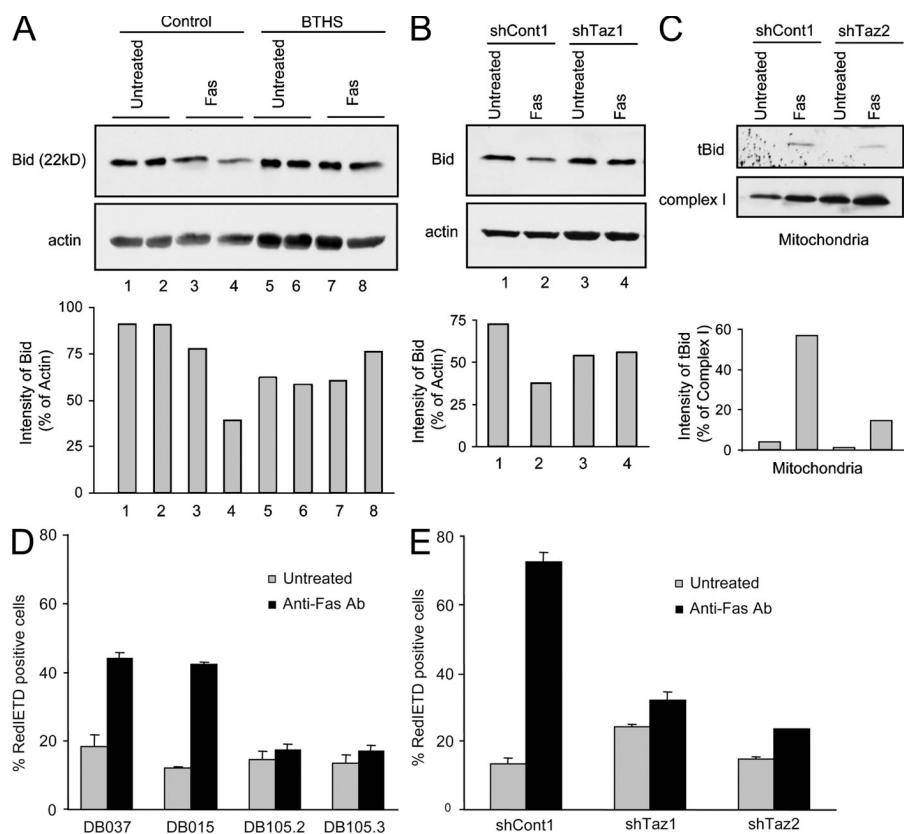 A
Control
BTHS
Untreated
Fas
Untreated
Fas
Bid (22kD)
actin
1 2 3 4 5 6 7 8
100
75
50
25
0
Intensity of Bid
(% of Actin)
1 2 3 4 5 6 7 8
B
shCont1
shTaz1
Untreated
Fas
Untreated
Fas
Bid
actin
1 2 3 4
75
50
25
0
Intensity of Bid
(% of Actin)
1 2 3 4
C
shCont1
shTaz2
Untreated
Fas
Untreated
Fas
tBid
complex I
Mitochondria
60
40
20
0
Intensity of tBid
(% of Complex I)
Mitochondria
D
80
60
40
20
0
% RedIETD positive cells
Untreated
Anti-Fas Ab
DB037 DB015 DB105.2 DB105.3
E
80
60
40
20
0
% RedIETD positive cells
Untreated
Anti-Fas Ab
shCont1 shTaz1 shTaz2